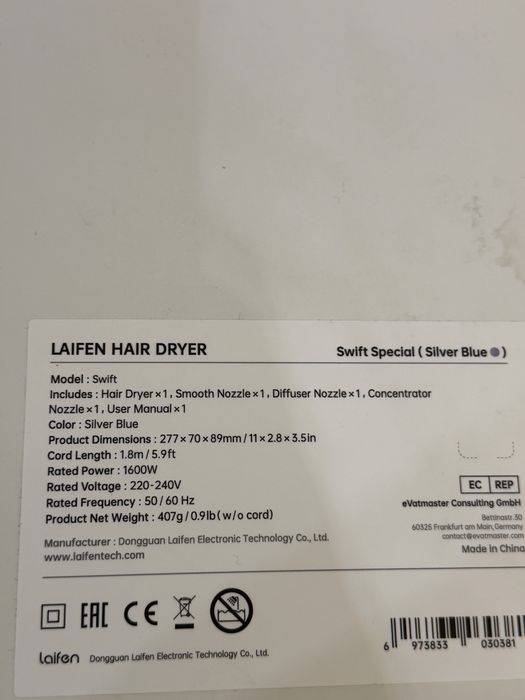 LAIFEN HAIR DRYER
Swift Special ( Silver Blue )
Model : Swift
Includes : Hair Dryer×1 , Smooth Nozzle×1 , Diffuser Nozzle×1 , Concentrator
Nozzle×1 , User Manual×1
Color : Silver Blue
Product Dimensions : 277×70×89mm/11×2.8×3.5in
Cord Length : 1.8m/5.9ft
Rated Power : 1600W
Rated Voltage : 220-240V
Rated Frequency : 50/60 Hz
Product Net Weight : 407g/0.9lb(w/o cord)
EC REP
eVatmaster Consulting GmbH
Bettinastr.30
60325 Frankfurt am Main,Germany
contact@evatmaster.com
Made in China
Manufacturer : Dongguan Laifen Electronic Technology Co., Ltd.
www.laifentech.com
EAC CE
laifen Dongguan Laifen Electronic Technology Co., Ltd.
6 973833 030381